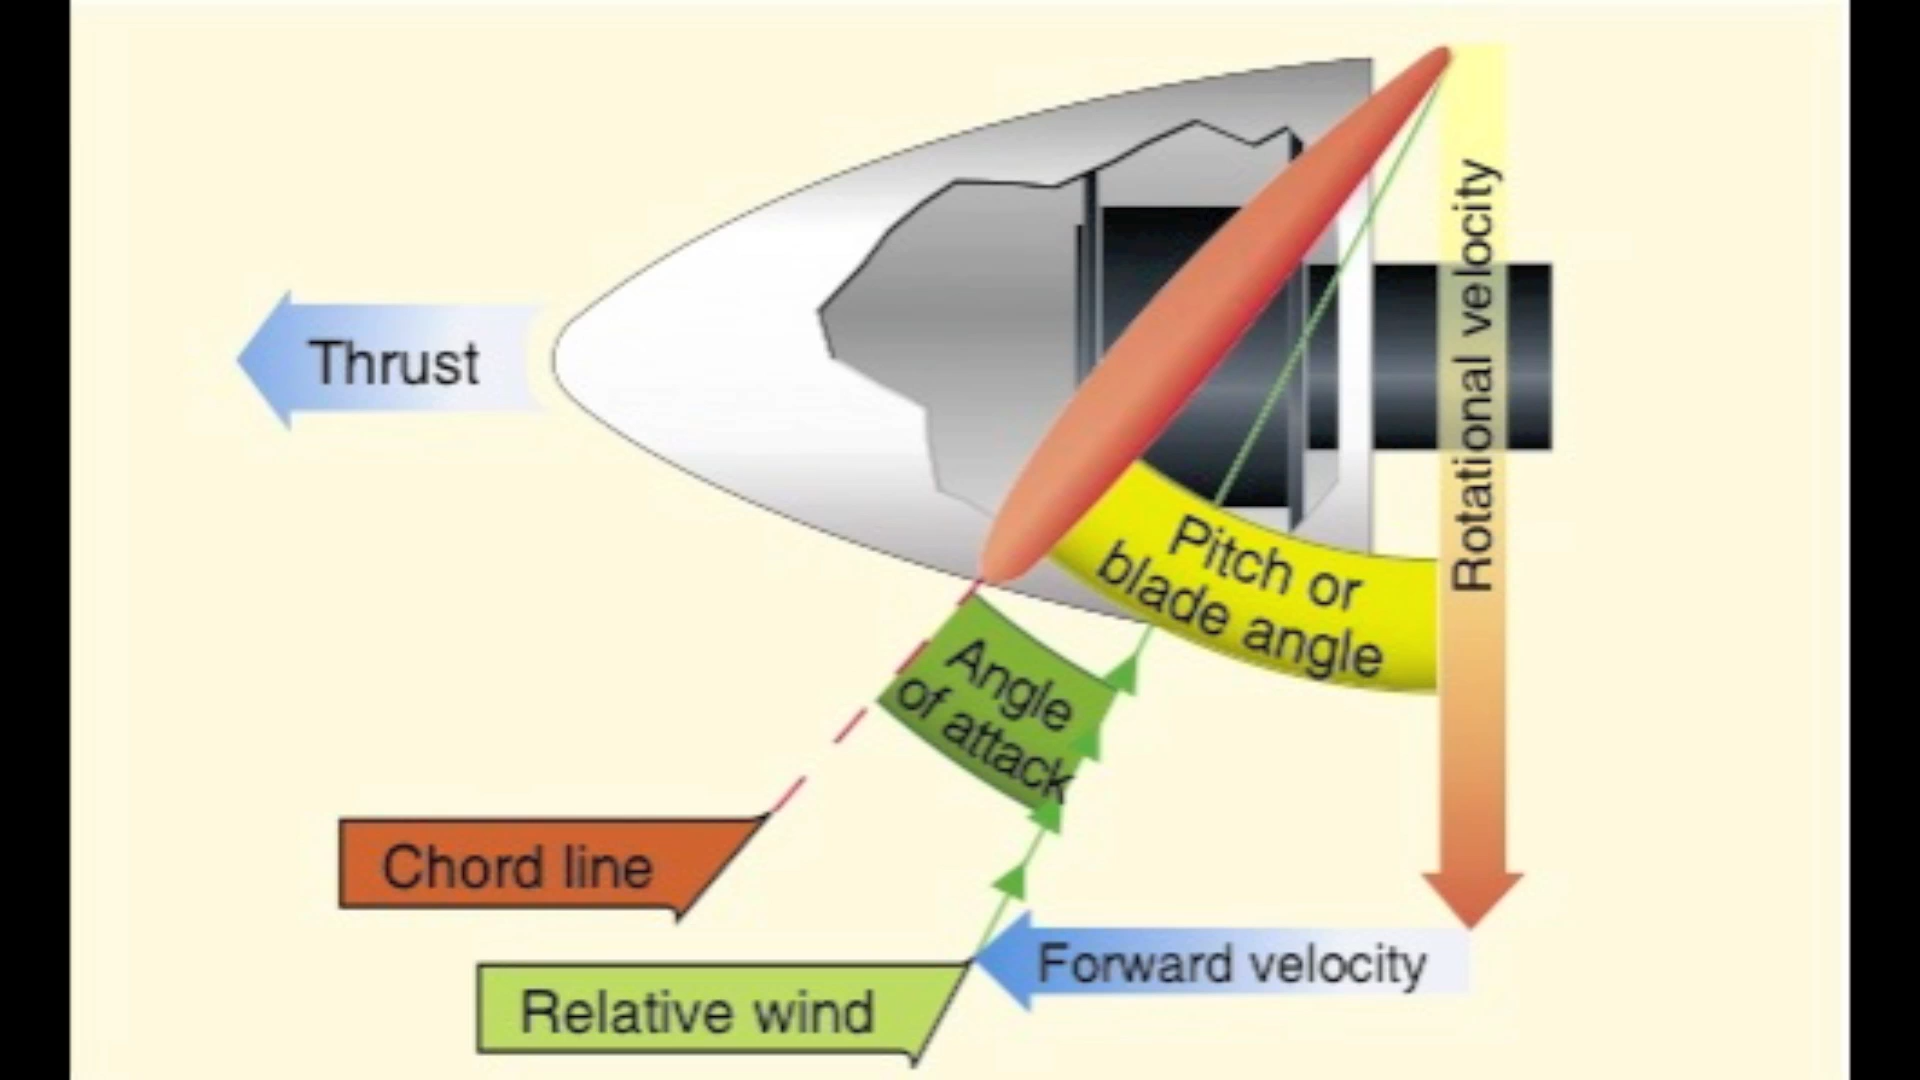 Thrust
Rotational velocity
Pitch or
blade angle
Angle
of attack
Chord line
Forward velocity
Relative wind